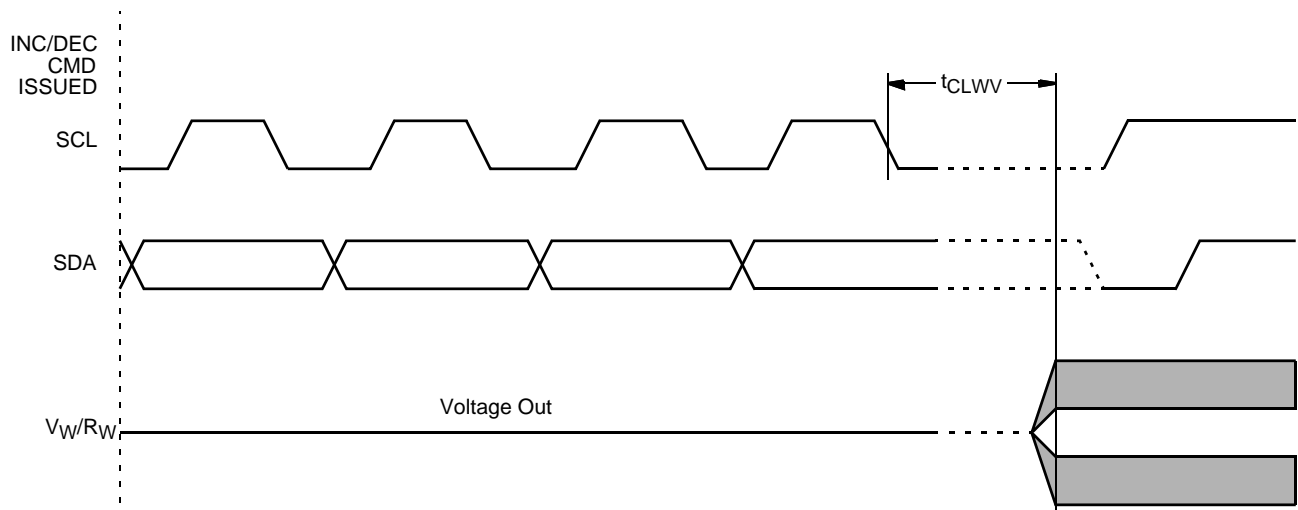 INC/DEC
CMD
ISSUED
tCLWV
SCL
SDA
Voltage Out
VW/RW